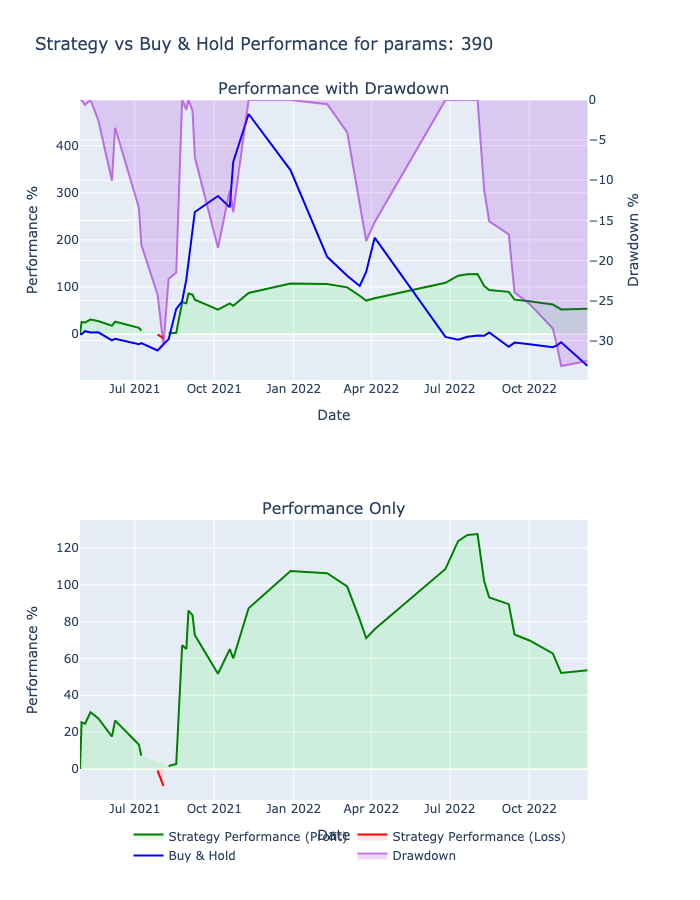 Strategy vs Buy & Hold Performance for params: 390
Performance with Drawdown
400
300
200
100
0
Performance %
0
−5
−10
−15
−20
−25
−30
Drawdown %
Jul 2021 Oct 2021 Jan 2022 Apr 2022 Jul 2022 Oct 2022
Date
Performance Only
120
100
80
60
40
20
0
Performance %
Jul 2021 Oct 2021 Jan 2022 Apr 2022 Jul 2022 Oct 2022
Date
Strategy Performance (Profit) Strategy Performance (Loss)
Buy & Hold Drawdown